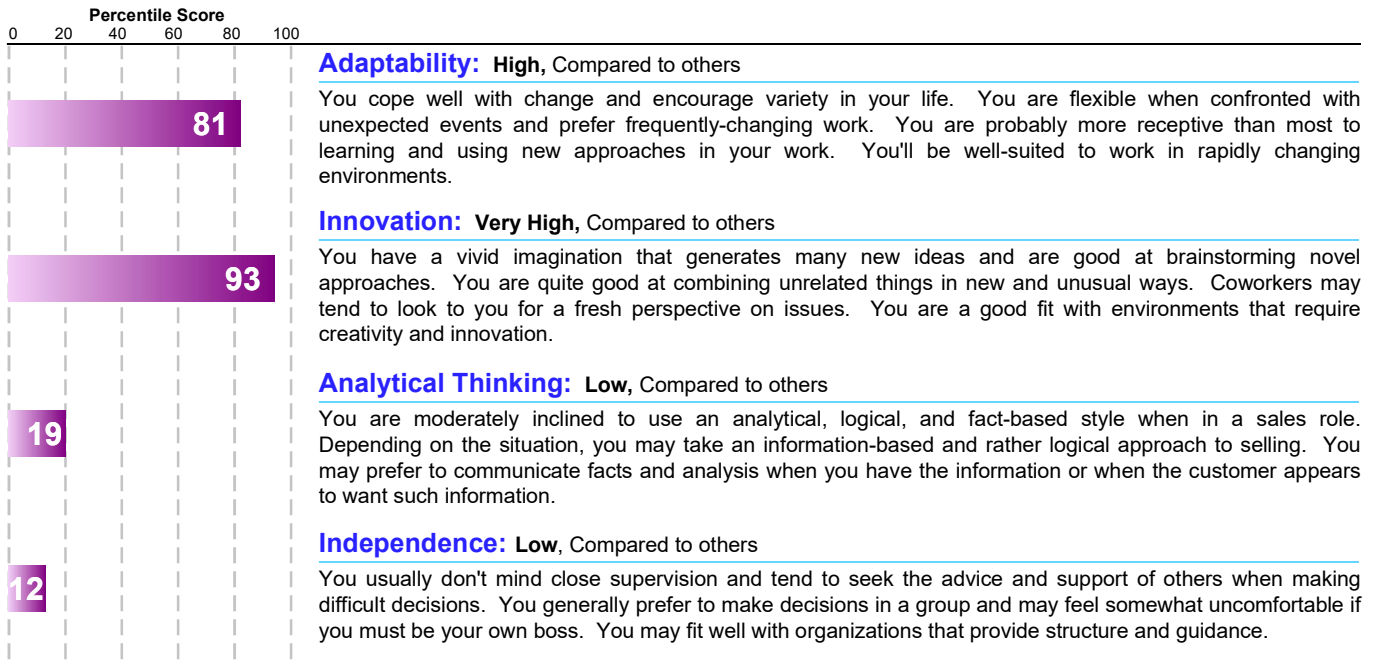 Percentile Score
0 20 40 60 80 100
Adaptability: High, Compared to others
81
You cope well with change and encourage variety in your life. You are flexible when confronted with
unexpected events and prefer frequently-changing work. You are probably more receptive than most to
learning and using new approaches in your work. You'll be well-suited to work in rapidly changing
environments.
Innovation: Very High, Compared to others
93
You have a vivid imagination that generates many new ideas and are good at brainstorming novel
approaches. You are quite good at combining unrelated things in new and unusual ways. Coworkers may
tend to look to you for a fresh perspective on issues. You are a good fit with environments that require
creativity and innovation.
Analytical Thinking: Low, Compared to others
19
You are moderately inclined to use an analytical, logical, and fact-based style when in a sales role.
Depending on the situation, you may take an information-based and rather logical approach to selling. You
may prefer to communicate facts and analysis when you have the information or when the customer appears
to want such information.
Independence: Low, Compared to others
12
You usually don't mind close supervision and tend to seek the advice and support of others when making
difficult decisions. You generally prefer to make decisions in a group and may feel somewhat uncomfortable if
you must be your own boss. You may fit well with organizations that provide structure and guidance.